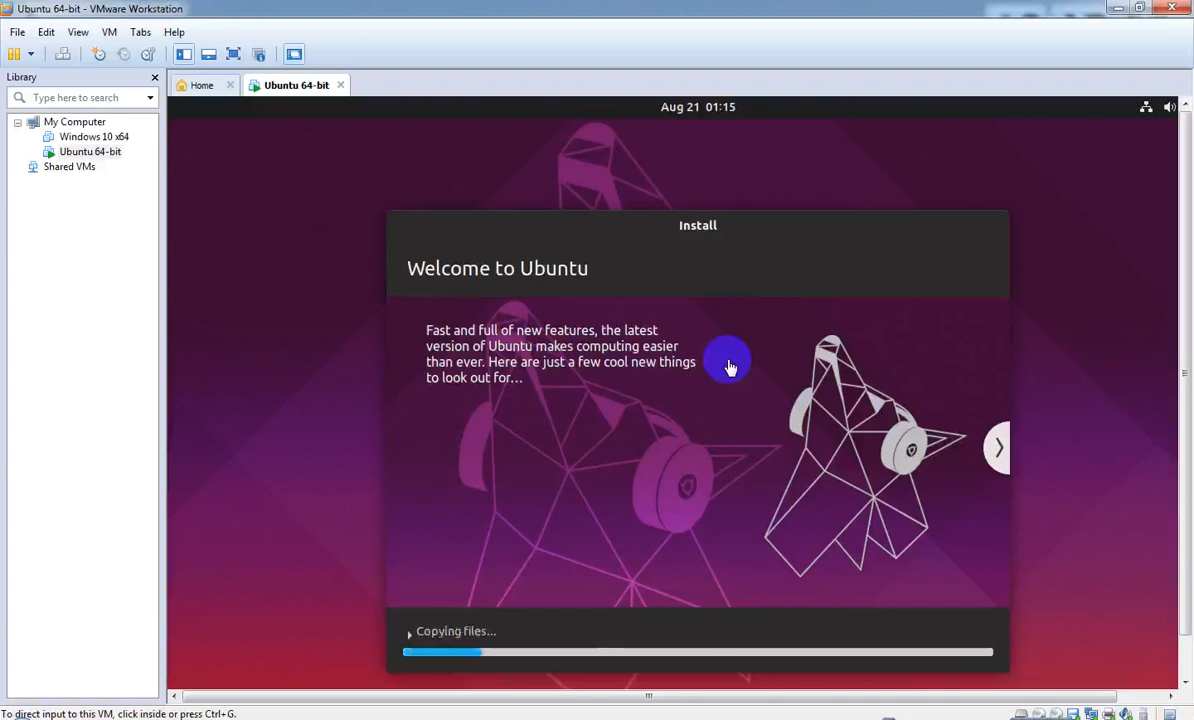 Ubuntu 64-bit - VMware Workstation
File Edit View VM Tabs Help
Library
Type here to search
My Computer
Windows 10 x64
Ubuntu 64-bit
Shared VMs
Home
Ubuntu 64-bit
Aug 21 01:15
Install
Welcome to Ubuntu
Fast and full of new features, the latest
version of Ubuntu makes computing easier
than ever. Here are just a few cool new things
to look out for...
Copying files...
To direct input to this VM, click inside or press Ctrl+G.